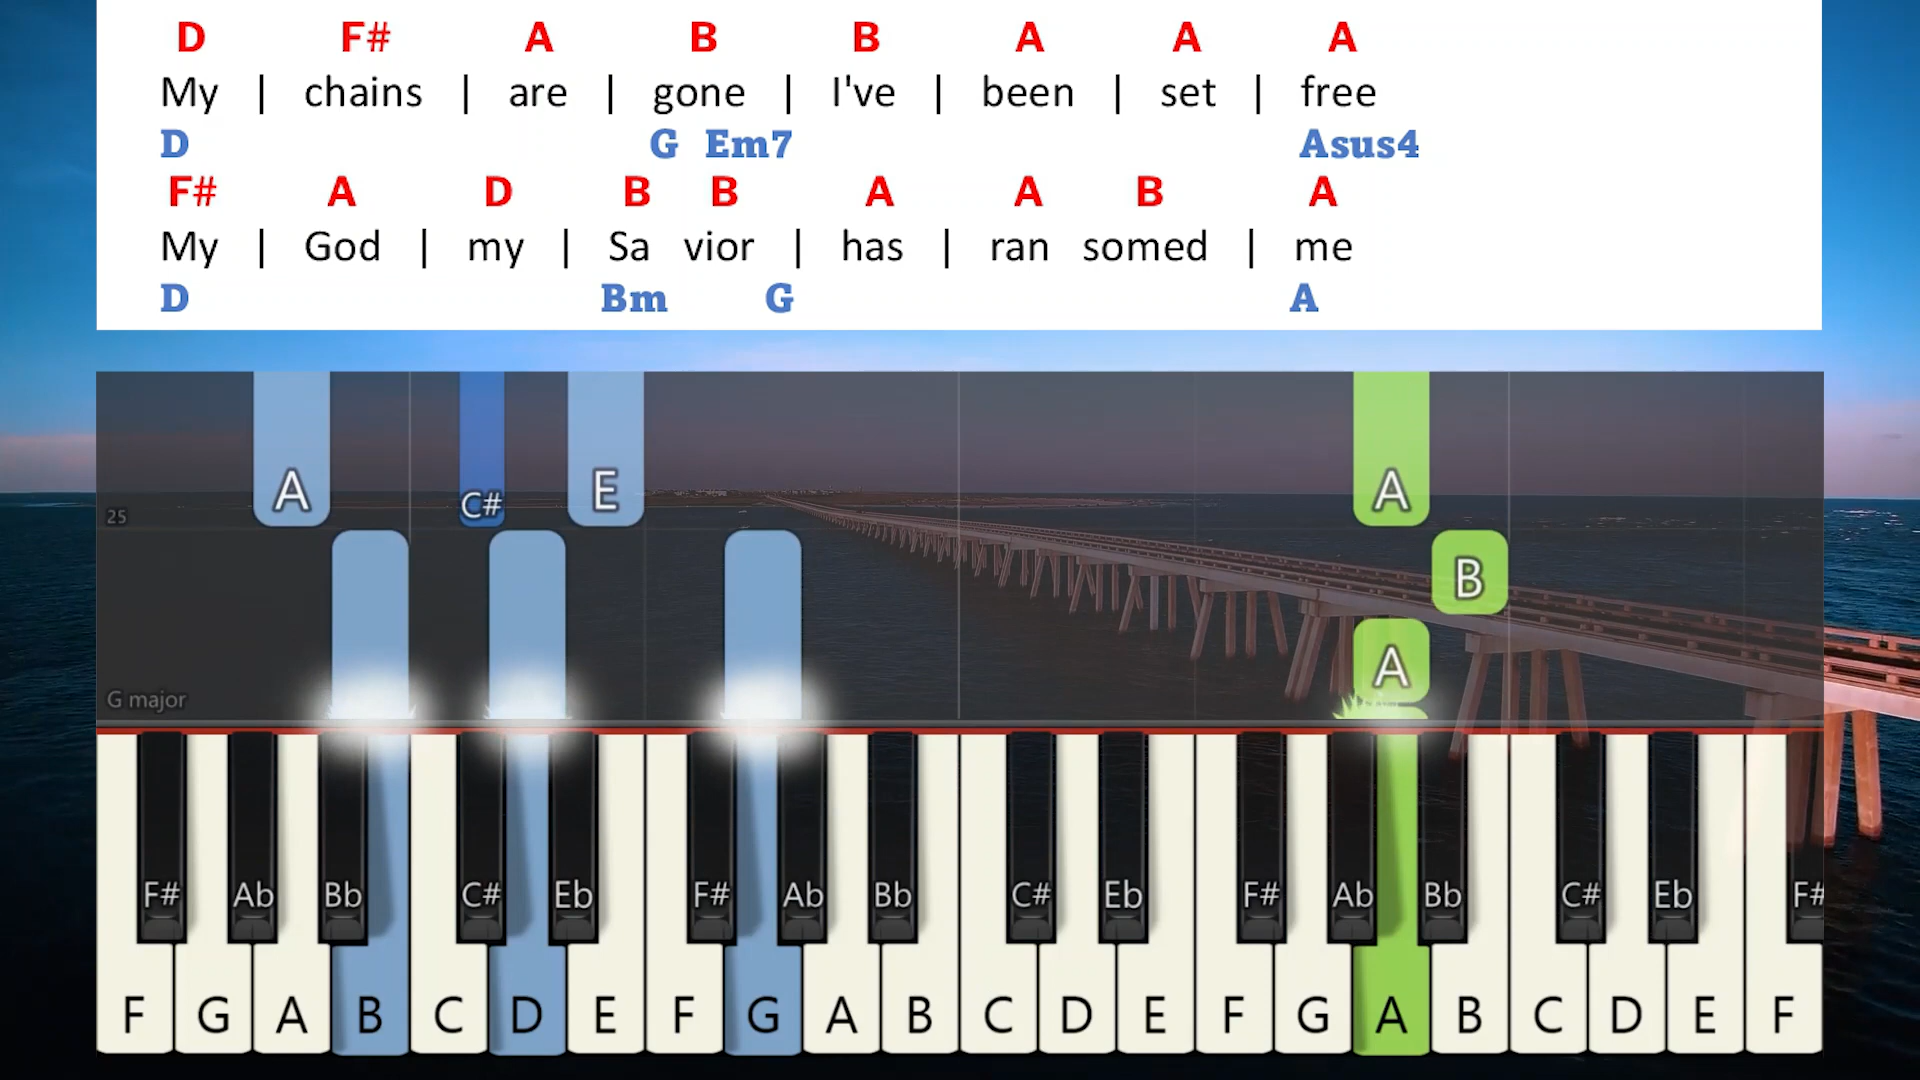 D F# A B B A A A
My | chains | are | gone | I've | been | set | free
D G Em7 Asus4
F# A D B B A A B A
My | God | my | Sa vior | has | ran somed | me
D Bm G A
A C# E A
25
B
A
G major
F# Ab Bb C# Eb F# Ab Bb C# Eb F# Ab Bb C# Eb F#
F G A B C D E F G A B C D E F G A B C D E F